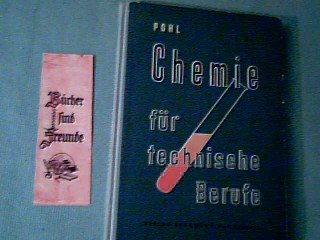 Bücher
sind
Freunde
POHL
Chemie
für
technische
Berufe